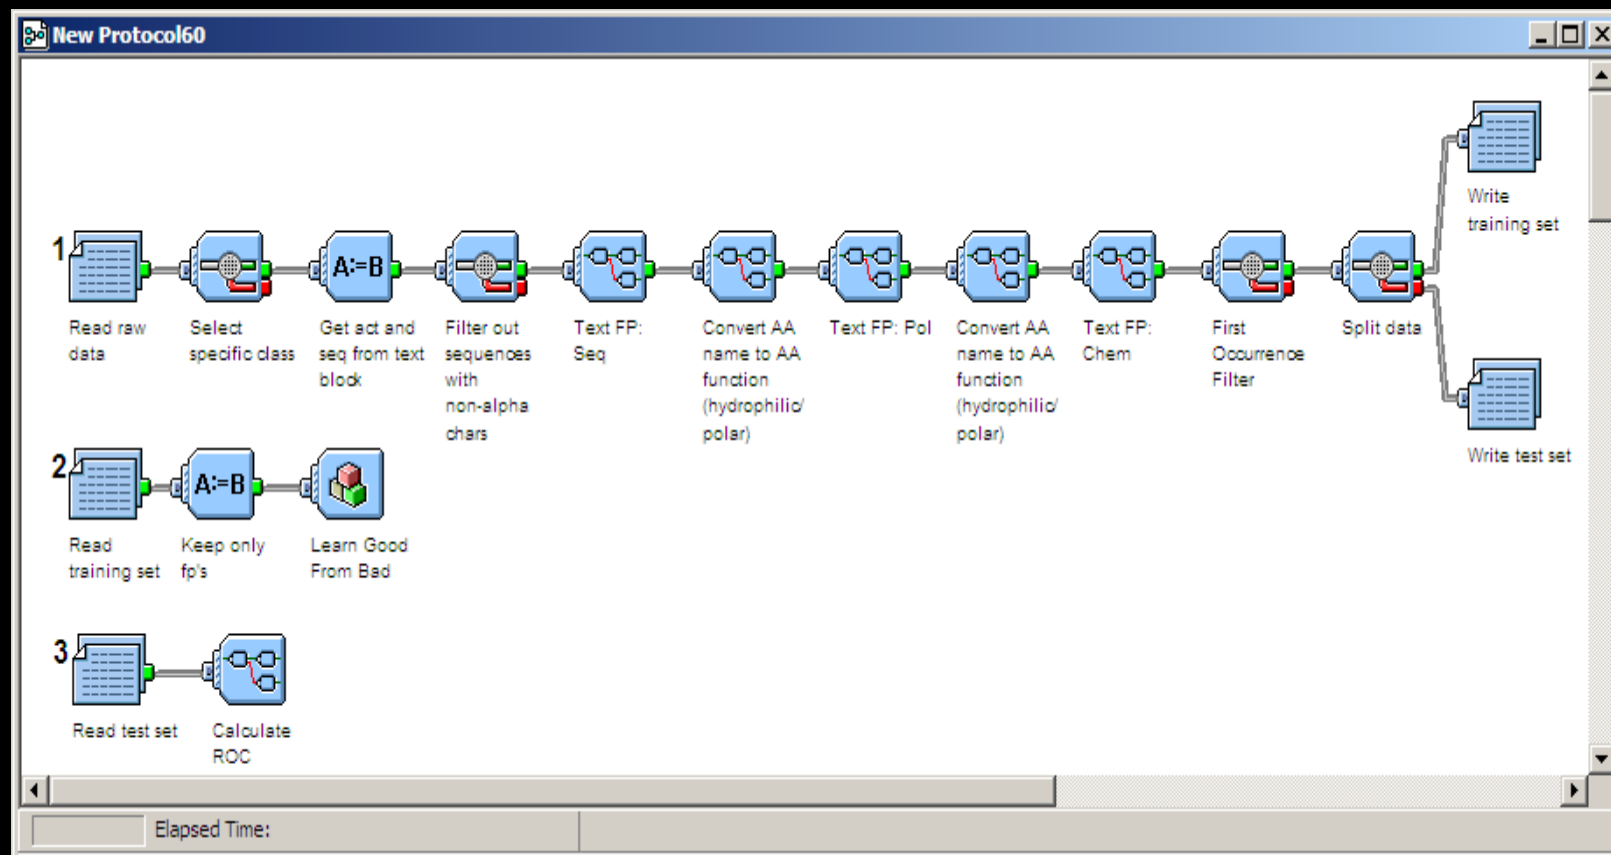 New Protocol60
1
A:=B
Write
training set
Read raw
data
Select
specific class
Get act and
seq from text
block
Filter out
sequences
with
non-alpha
chars
Text FP:
Seq
Convert AA
name to AA
function
(hydrophilic/
polar)
Text FP: Pol
Convert AA
name to AA
function
(hydrophilic/
polar)
Text FP:
Chem
First
Occurrence
Filter
Split data
Write test set
2
A:=B
Read
training set
Keep only
fp's
Learn Good
From Bad
3
Read test set
Calculate
ROC
Elapsed Time: